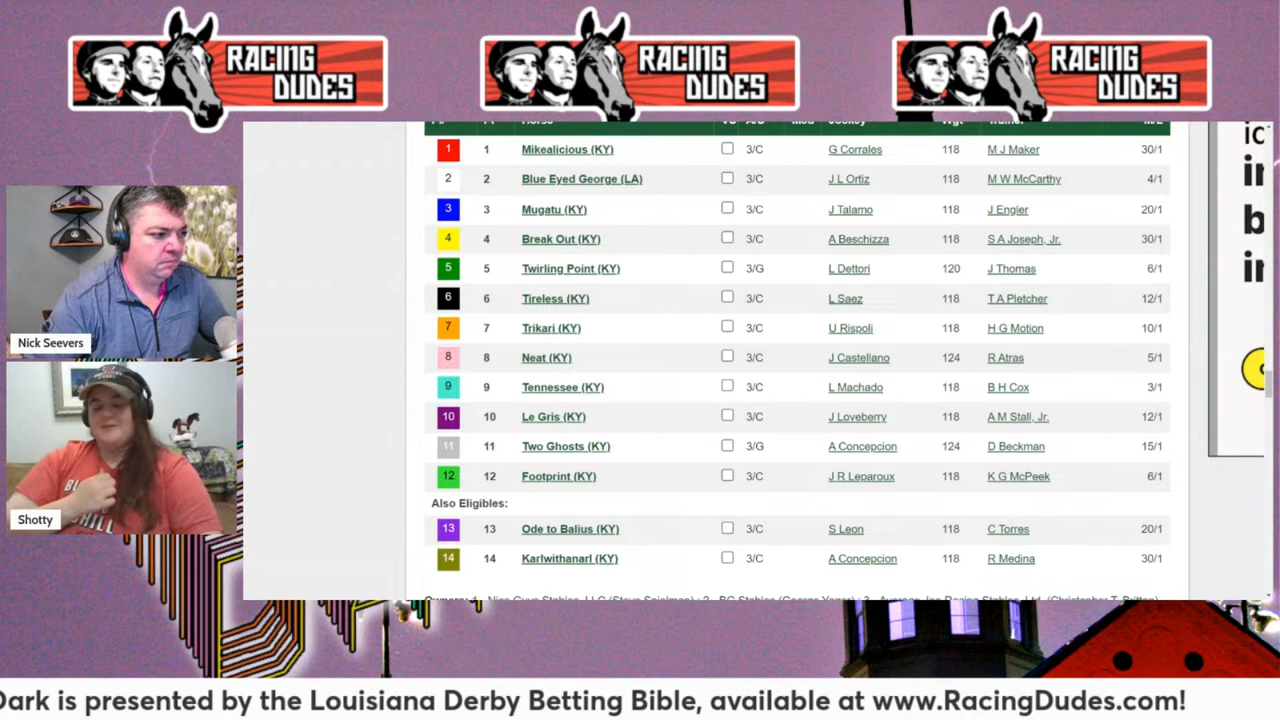 RACING
DUDES
RACING
DUDES
RACING
DUDES
Horse
Jockey
1 1 Mikealicious (KY) 3/C G Corrales 118 M J Maker 30/1
2 2 Blue Eyed George (LA) 3/C J L Ortiz 118 M W McCarthy 4/1
3 3 Mugatu (KY) 3/C J Talamo 118 J Engler 20/1
4 4 Break Out (KY) 3/C A Beschizza 118 S A Joseph, Jr. 30/1
5 5 Twirling Point (KY) 3/G L Dettori 120 J Thomas 6/1
6 6 Tireless (KY) 3/C L Saez 118 T A Pletcher 12/1
7 7 Trikari (KY) 3/C U Rispoli 118 H G Motion 10/1
8 8 Neat (KY) 3/C J Castellano 124 R Atras 5/1
9 9 Tennessee (KY) 3/C L Machado 118 B H Cox 3/1
10 10 Le Gris (KY) 3/C J Loveberry 118 A M Stall, Jr. 12/1
11 11 Two Ghosts (KY) 3/G A Concepcion 124 D Beckman 15/1
12 12 Footprint (KY) 3/C J R Leparoux 118 K G McPeek 6/1
Also Eligibles:
13 13 Ode to Balius (KY) 3/C S Leon 118 C Torres 20/1
14 14 Karlwithanarl (KY) 3/C A Concepcion 118 R Medina 30/1
Nick Seevers
Shotty
Dark is presented by the Louisiana Derby Betting Bible, available at www.RacingDudes.com!